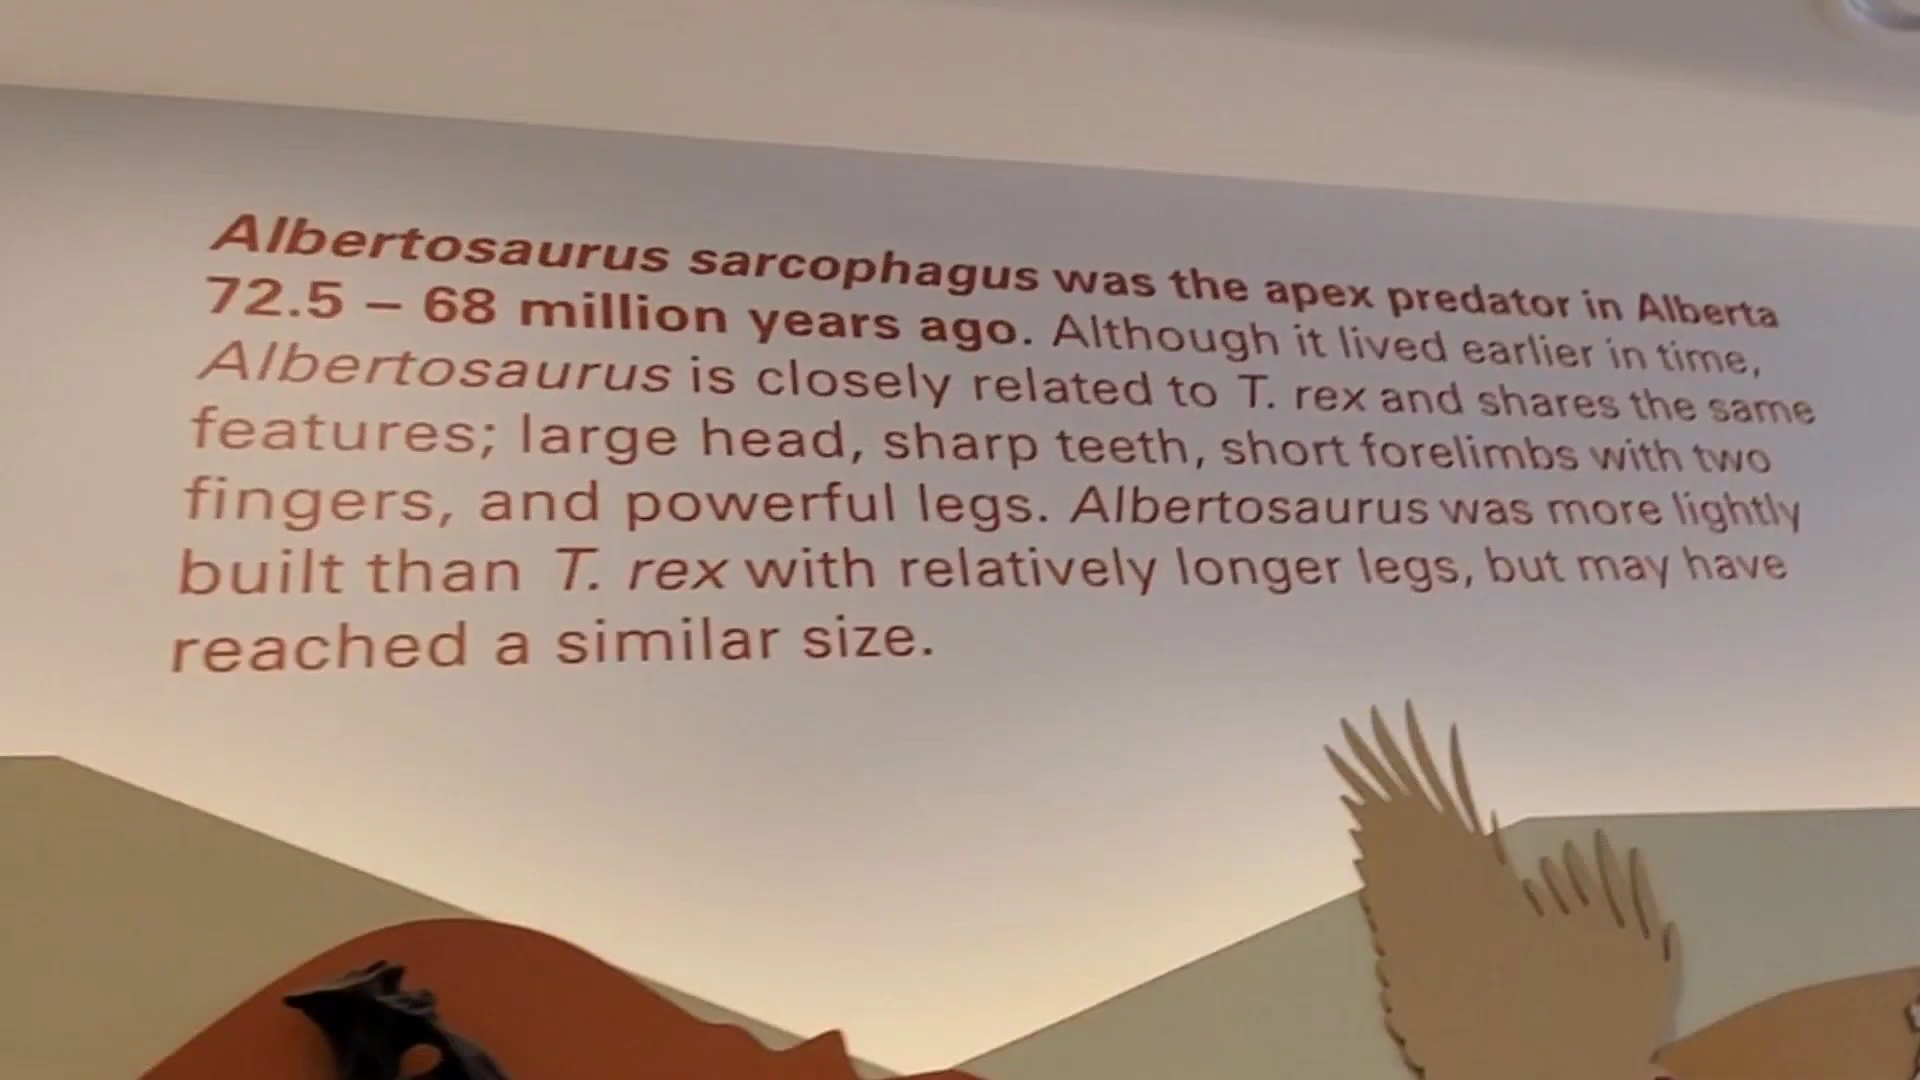 Albertosaurus sarcophagus was the apex predator in Alberta
72.5 – 68 million years ago. Although it lived earlier in time,
Albertosaurus is closely related to T. rex and shares the same
features; large head, sharp teeth, short forelimbs with two
fingers, and powerful legs. Albertosaurus was more lightly
built than T. rex with relatively longer legs, but may have
reached a similar size.